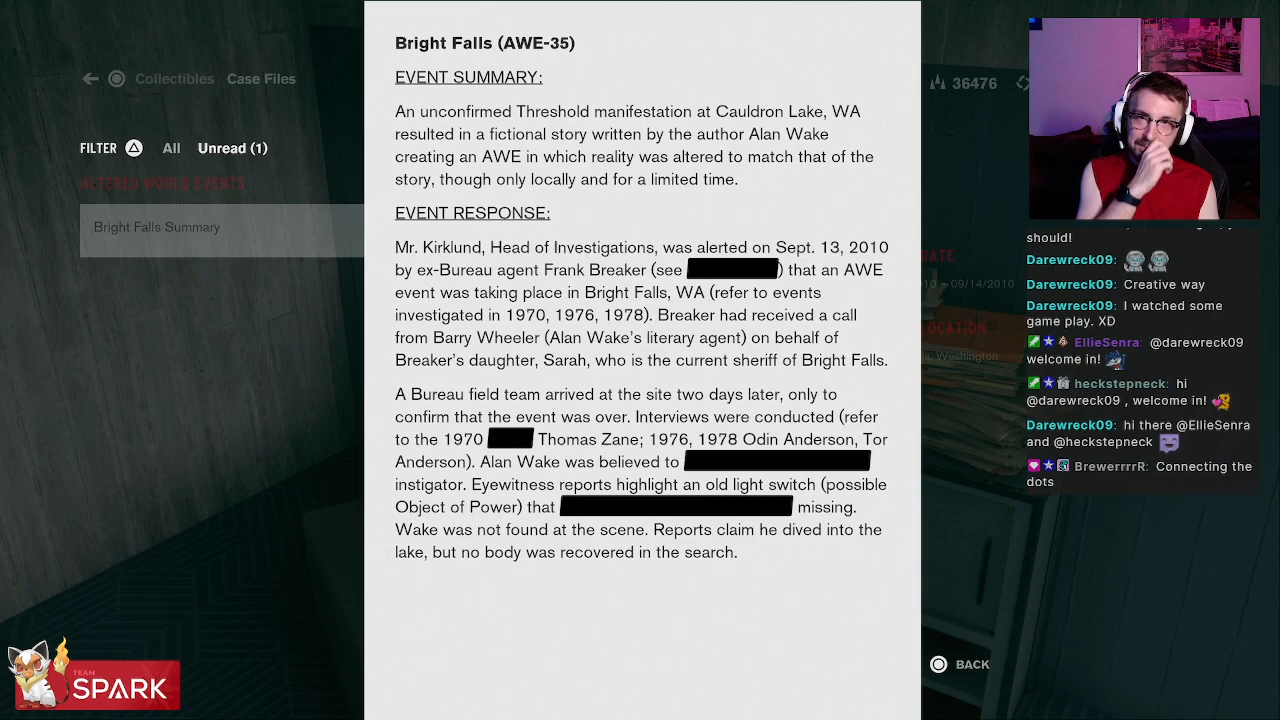 Collectibles Case Files
FILTER All Unread (1)
ALTERED WORLD EVENTS
Bright Falls Summary
Bright Falls (AWE-35)
EVENT SUMMARY:
An unconfirmed Threshold manifestation at Cauldron Lake, WA
resulted in a fictional story written by the author Alan Wake
creating an AWE in which reality was altered to match that of the
story, though only locally and for a limited time.
EVENT RESPONSE:
Mr. Kirklund, Head of Investigations, was alerted on Sept. 13, 2010
by ex-Bureau agent Frank Breaker (see ) that an AWE
event was taking place in Bright Falls, WA (refer to events
investigated in 1970, 1976, 1978). Breaker had received a call
from Barry Wheeler (Alan Wake's literary agent) on behalf of
Breaker's daughter, Sarah, who is the current sheriff of Bright Falls.
A Bureau field team arrived at the site two days later, only to
confirm that the event was over. Interviews were conducted (refer
to the 1970 Thomas Zane; 1976, 1978 Odin Anderson, Tor
Anderson). Alan Wake was believed to
instigator. Eyewitness reports highlight an old light switch (possible
Object of Power) that missing.
Wake was not found at the scene. Reports claim he dived into the
lake, but no body was recovered in the search.
36476
DATE
- 09/14/2010
LOCATION
Washington
BACK
should!
Darewreck09:
Darewreck09: Creative way
Darewreck09: I watched some
game play. XD
EllieSenra: @darewreck09
welcome in!
heckstepneck: hi
@darewreck09 , welcome in!
Darewreck09: hi there @EllieSenra
and @heckstepneck
BrewerrrrR: Connecting the
dots
TEAM
SPARK